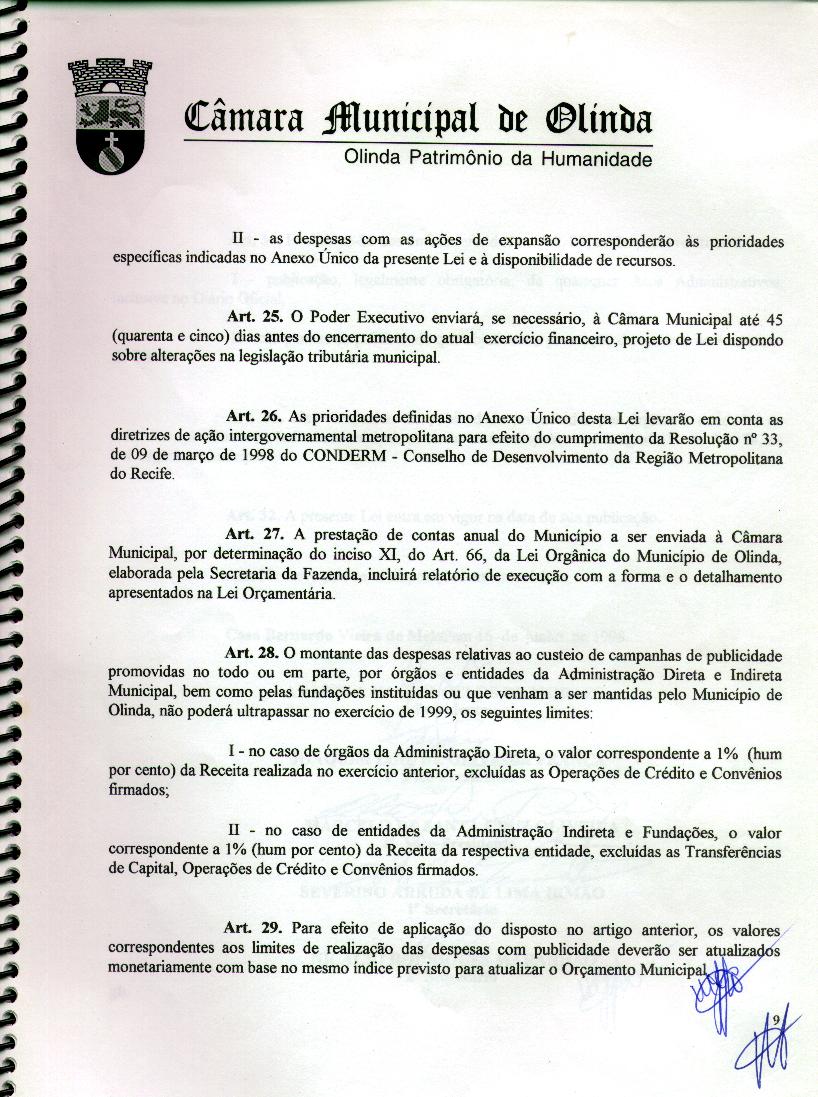 Câmara Municipal de Olinda
Olinda Patrimônio da Humanidade
II - as despesas com as ações de expansão corresponderão às prioridades
específicas indicadas no Anexo Único da presente Lei e à disponibilidade de recursos.
Art. 25. O Poder Executivo enviará, se necessário, à Câmara Municipal até 45
(quarenta e cinco) dias antes do encerramento do atual exercício financeiro, projeto de Lei dispondo
sobre alterações na legislação tributária municipal.
Art. 26. As prioridades definidas no Anexo Único desta Lei levarão em conta as
diretrizes de ação intergovernamental metropolitana para efeito do cumprimento da Resolução nº 33,
de 09 de março de 1998 do CONDERM - Conselho de Desenvolvimento da Região Metropolitana
do Recife.
Art. 27. A prestação de contas anual do Município a ser enviada à Câmara
Municipal, por determinação do inciso XI, do Art. 66, da Lei Orgânica do Município de Olinda,
elaborada pela Secretaria da Fazenda, incluirá relatório de execução com a forma e o detalhamento
apresentados na Lei Orçamentária.
Art. 28. O montante das despesas relativas ao custeio de campanhas de publicidade
promovidas no todo ou em parte, por órgãos e entidades da Administração Direta e Indireta
Municipal, bem como pelas fundações instituídas ou que venham a ser mantidas pelo Município de
Olinda, não poderá ultrapassar no exercício de 1999, os seguintes limites:
I - no caso de órgãos da Administração Direta, o valor correspondente a 1% (hum
por cento) da Receita realizada no exercício anterior, excluídas as Operações de Crédito e Convênios
firmados;
II - no caso de entidades da Administração Indireta e Fundações, o valor
correspondente a 1% (hum por cento) da Receita da respectiva entidade, excluídas as Transferências
de Capital, Operações de Crédito e Convênios firmados.
Art. 29. Para efeito de aplicação do disposto no artigo anterior, os valores
correspondentes aos limites de realização das despesas com publicidade deverão ser atualizados
monetariamente com base no mesmo índice previsto para atualizar o Orçamento Municipal.
9